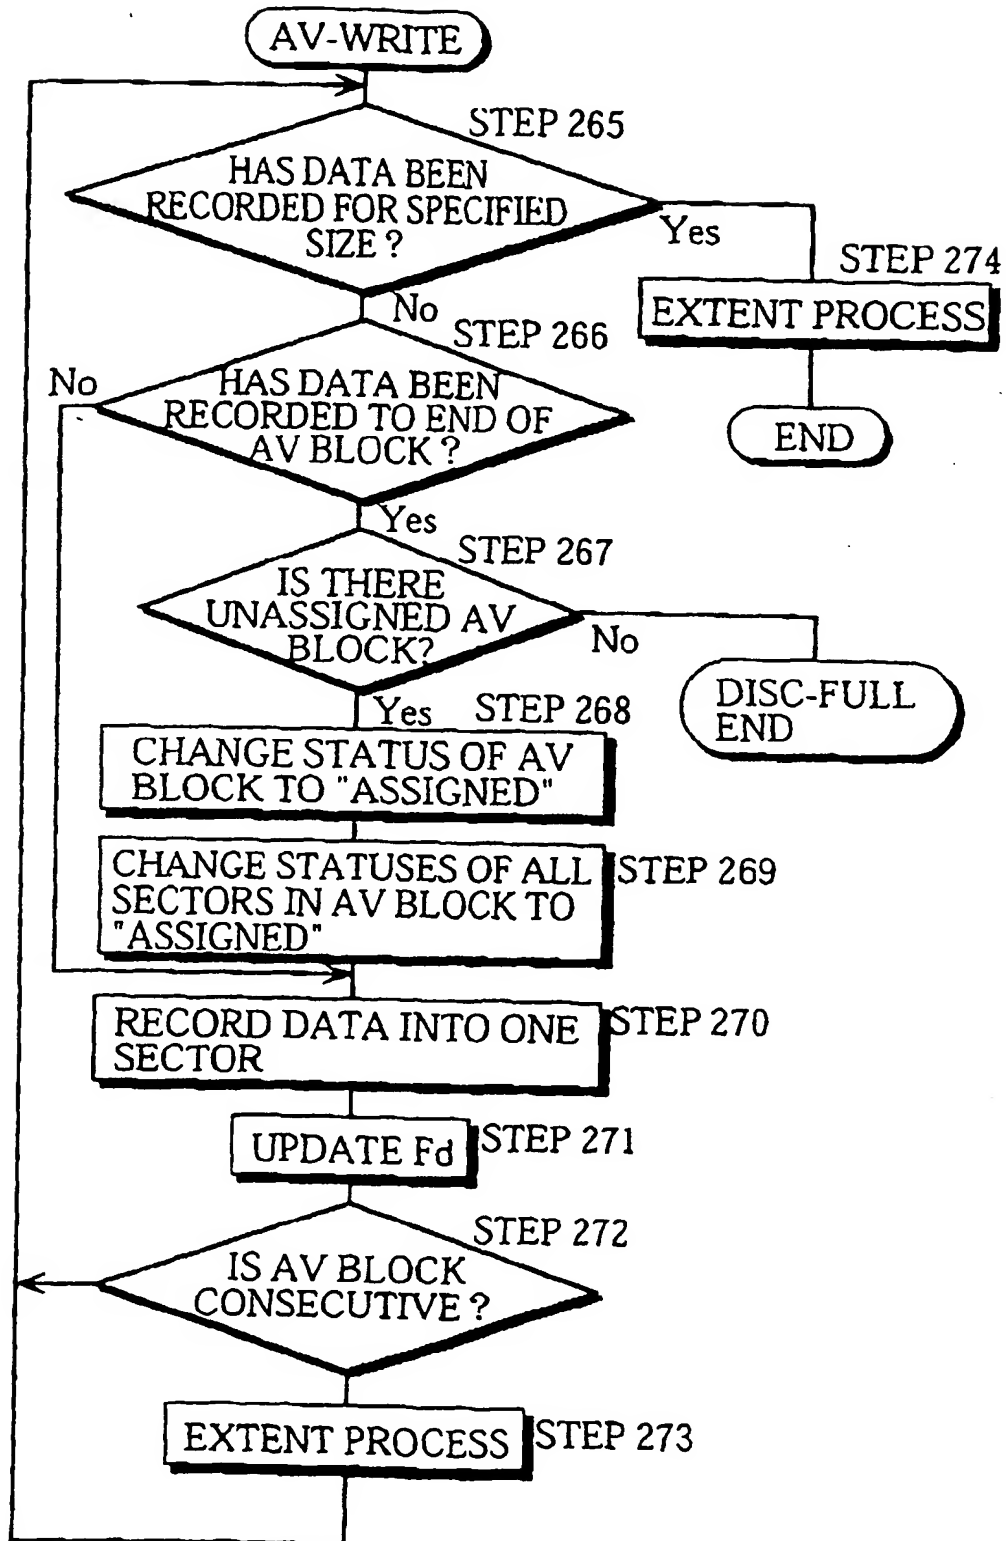 AV-WRITE
STEP 265
HAS DATA BEEN
RECORDED FOR SPECIFIED
SIZE ?
Yes
No
STEP 274
EXTENT PROCESS
END
STEP 266
No
HAS DATA BEEN
RECORDED TO END OF
AV BLOCK ?
Yes
STEP 267
IS THERE
UNASSIGNED AV
BLOCK?
No
DISC-FULL
END
Yes
STEP 268
CHANGE STATUS OF AV
BLOCK TO "ASSIGNED"
CHANGE STATUSES OF ALL
SECTORS IN AV BLOCK TO
"ASSIGNED"
STEP 269
RECORD DATA INTO ONE
SECTOR
STEP 270
UPDATE Fd
STEP 271
STEP 272
IS AV BLOCK
CONSECUTIVE ?
EXTENT PROCESS
STEP 273